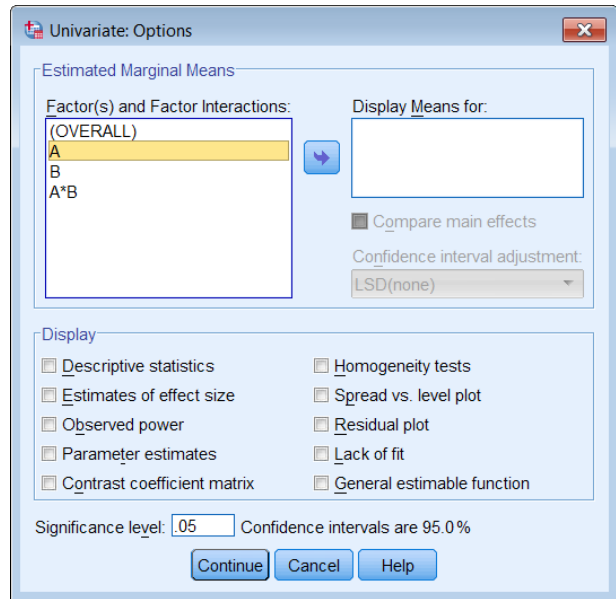 Univariate: Options
Estimated Marginal Means
Factor(s) and Factor Interactions:
(OVERALL)
A
B
A*B
Display Means for:
Compare main effects
Confidence interval adjustment:
LSD(none)
Display
Descriptive statistics
Homogeneity tests
Estimates of effect size
Spread vs. level plot
Observed power
Residual plot
Parameter estimates
Lack of fit
Contrast coefficient matrix
General estimable function
Significance level: .05 Confidence intervals are 95.0%
Continue Cancel Help